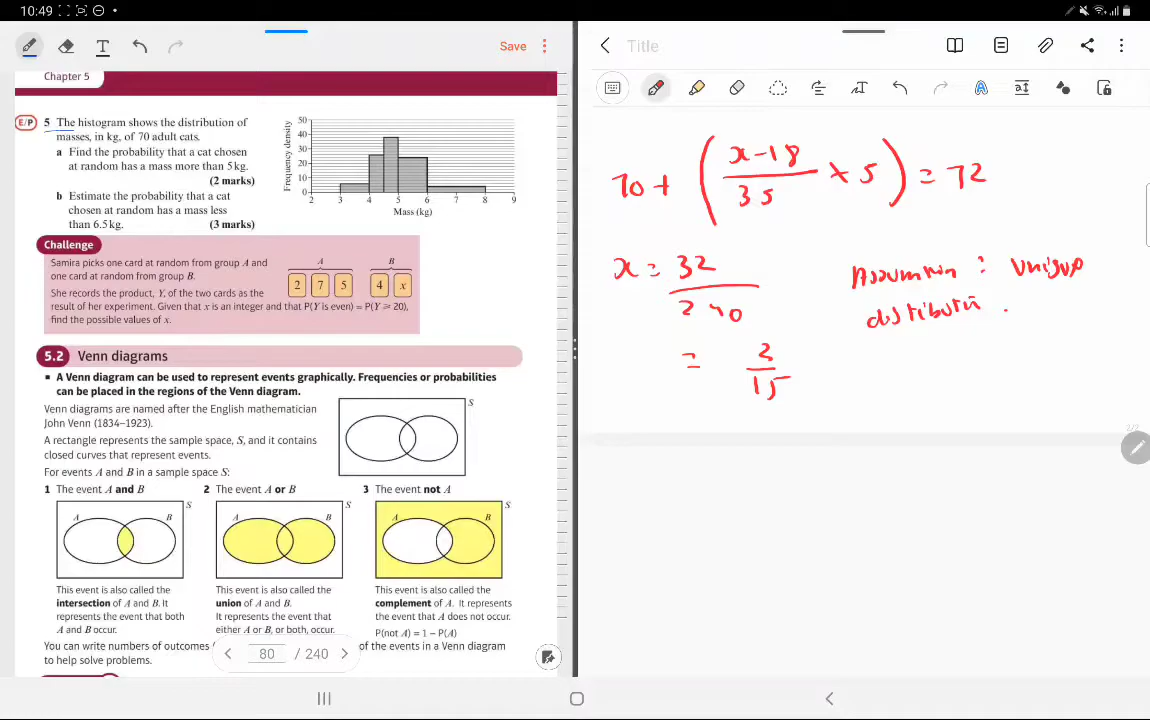 10:49
Save
Title
Chapter 5
E/P 5 The histogram shows the distribution of
masses, in kg, of 70 adult cats.
a Find the probability that a cat chosen
at random has a mass more than 5 kg.
(2 marks)
b Estimate the probability that a cat
chosen at random has a mass less
than 6.5 kg. (3 marks)
Frequency density
50
40
30
20
10
0
2 3 4 5 6 7 8 9
Mass (kg)
Challenge
Samira picks one card at random from group A and
one card at random from group B.
She records the product, Y, of the two cards as the
result of her experiment. Given that x is an integer and that P(Y is even) = P(Y ⩾ 20),
find the possible values of x.
A B
2 7 5 4 x
5.2 Venn diagrams
▪ A Venn diagram can be used to represent events graphically. Frequencies or probabilities
can be placed in the regions of the Venn diagram.
Venn diagrams are named after the English mathematician
John Venn (1834–1923).
A rectangle represents the sample space, S, and it contains
closed curves that represent events.
For events A and B in a sample space S:
S
1 The event A and B 2 The event A or B 3 The event not A
A B S A B S A B S
This event is also called the
intersection of A and B. It
represents the event that both
A and B occur.
This event is also called the
union of A and B.
It represents the event that
either A or B, or both, occur.
This event is also called the
complement of A. It represents
the event that A does not occur.
P(not A) = 1 – P(A)
You can write numbers of outcomes ( of the events in a Venn diagram
to help solve problems.
80 / 240
70 + (x-18/35 × 5) = 72
x = 32/240
= 2/15
Assumption :
distributio .
2/2